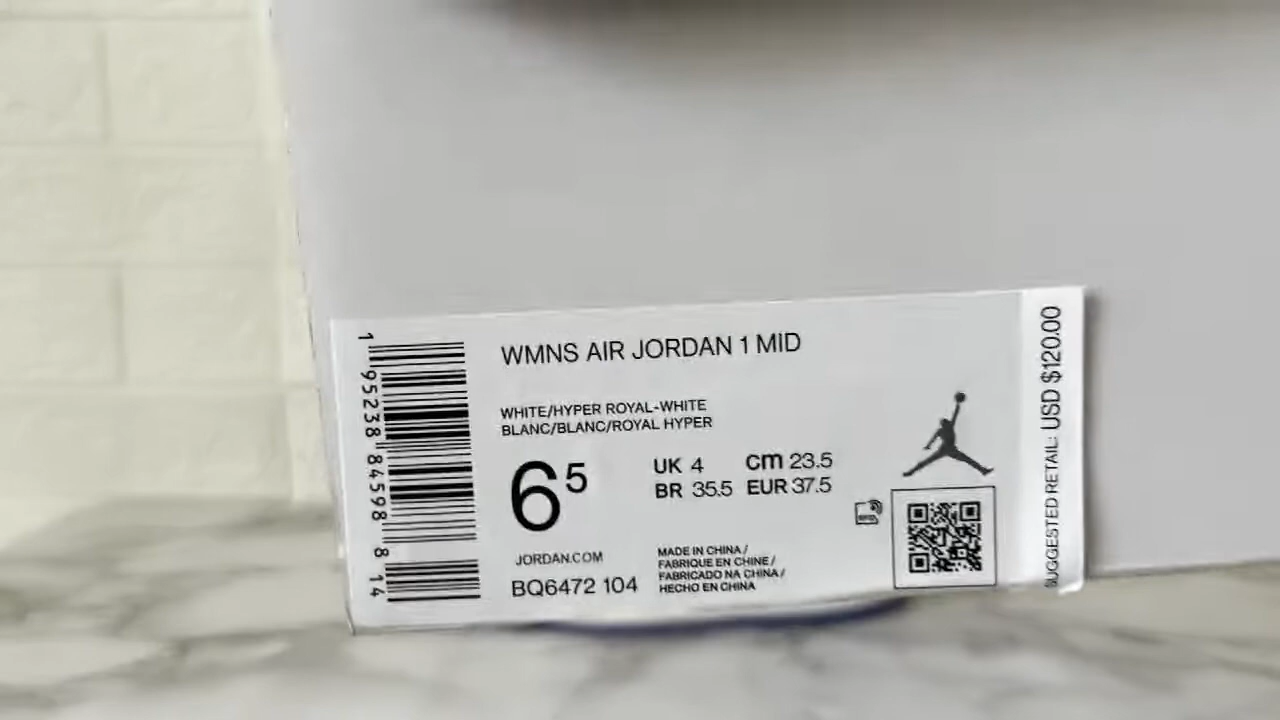 WMNS AIR JORDAN 1 MID
WHITE/HYPER ROYAL-WHITE
BLANC/BLANC/ROYAL HYPER
6 5
UK 4 cm 23.5
BR 35.5 EUR 37.5
JORDAN.COM
BQ6472 104
MADE IN CHINA/
FABRIQUE EN CHINE/
FABRICADO NA CHINA/
HECHO EN CHINA
1 95238 84598 8 14
SUGGESTED RETAIL: USD $120.00